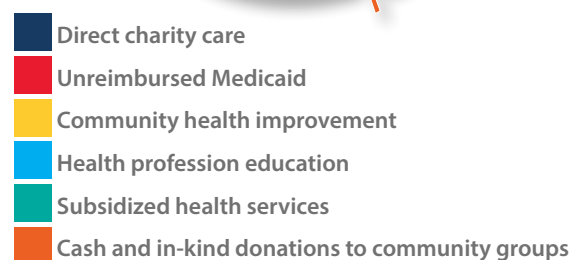 Direct charity care
Unreimbursed Medicaid
Community health improvement
Health profession education
Subsidized health services
Cash and in-kind donations to community groups